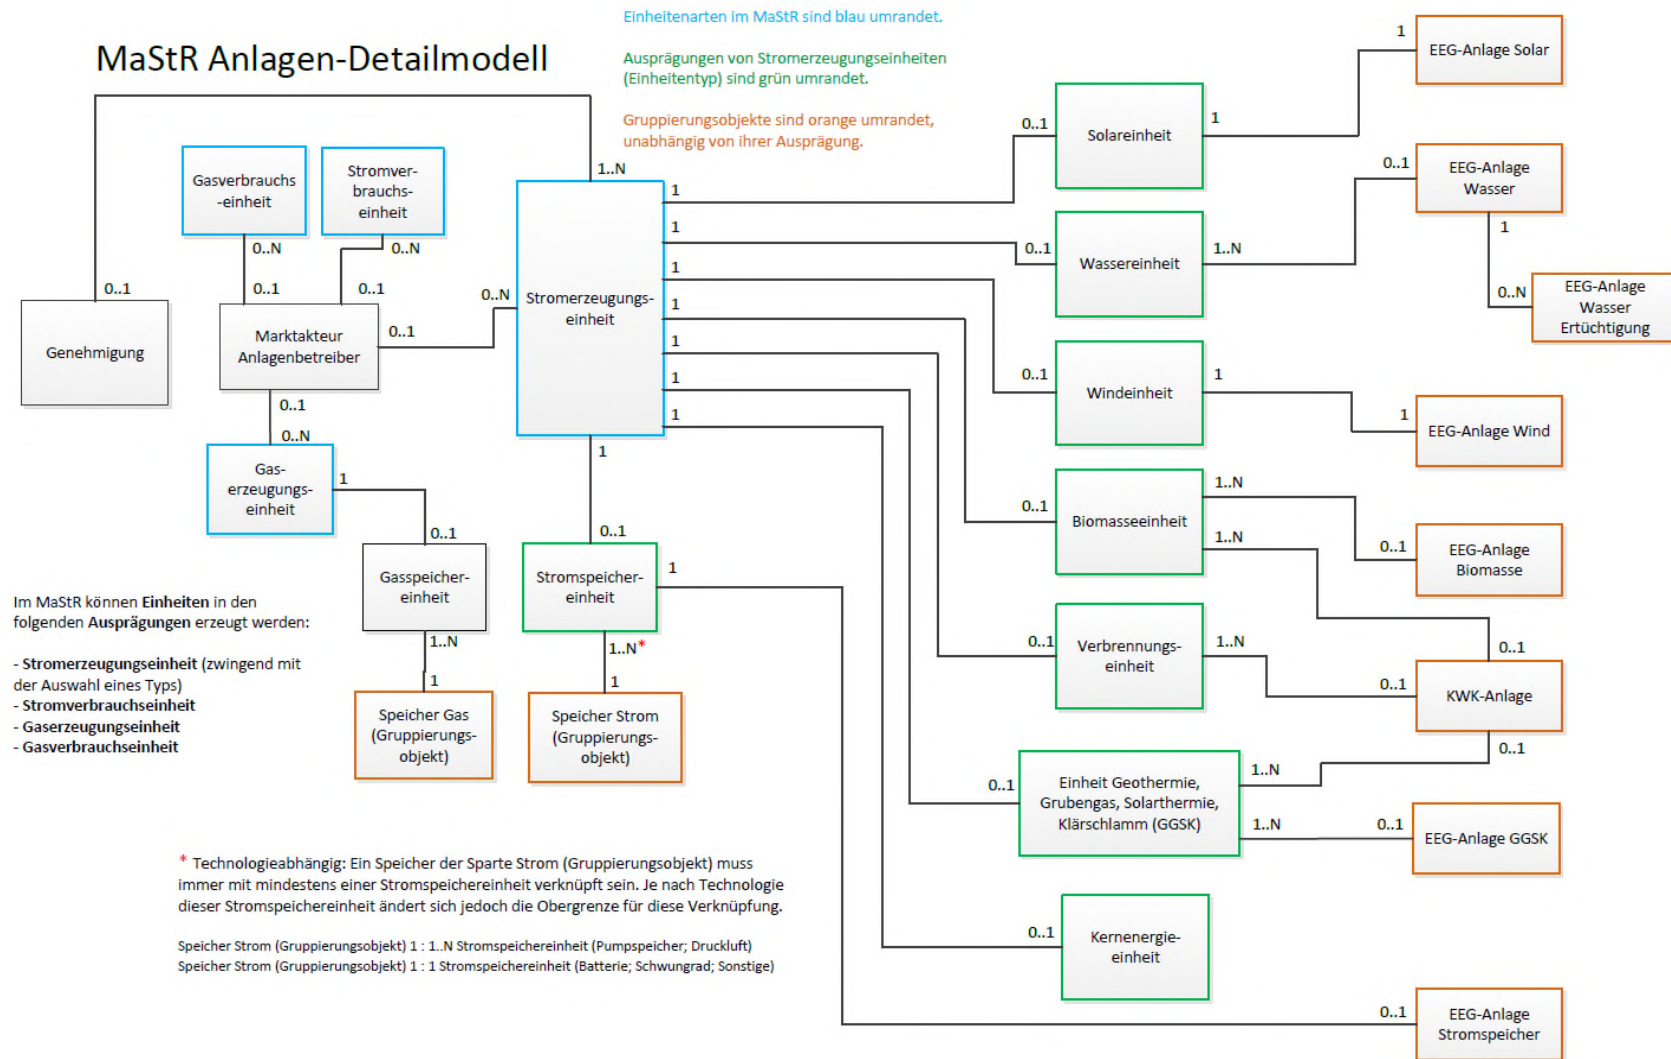 MaStR Anlagen-Detailmodell
Einheitenarten im MaStR sind blau umrandet.
Ausprägungen von Stromerzeugungseinheiten
(Einheitentyp) sind grün umrandet.
Gruppierungsobjekte sind orange umrandet,
unabhängig von ihrer Ausprägung.
Gasverbrauchs
-einheit
0..N
0..1
Stromver-
brauchs-
einheit
0..N
0..1
Genehmigung
0..1
1..N
Marktakteur
Anlagenbetreiber
0..1
0..N
0..1
0..N
Gas-
erzeugungs-
einheit
1
0..1
Gasspeicher-
einheit
1..N
1
Speicher Gas
(Gruppierungs-
objekt)
Stromerzeugungs-
einheit
1
1
1
1
1
1
1
1
0..1
Stromspeicher-
einheit
1
1..N*
1
Speicher Strom
(Gruppierungs-
objekt)
0..1
Solareinheit
1
1
EEG-Anlage Solar
0..1
Wassereinheit
1..N
0..1
EEG-Anlage
Wasser
1
0..N
EEG-Anlage
Wasser
Ertüchtigung
0..1
Windeinheit
1
1
EEG-Anlage Wind
0..1
Biomasseeinheit
1..N
1..N
0..1
EEG-Anlage
Biomasse
0..1
Verbrennungs-
einheit
1..N
0..1
0..1
KWK-Anlage
0..1
0..1
Einheit Geothermie,
Grubengas, Solarthermie,
Klärschlamm (GGSK)
1..N
1..N
0..1
EEG-Anlage GGSK
0..1
Kernenergie-
einheit
0..1
EEG-Anlage
Stromspeicher
Im MaStR können Einheiten in den
folgenden Ausprägungen erzeugt werden:
- Stromerzeugungseinheit (zwingend mit
der Auswahl eines Typs)
- Stromverbrauchseinheit
- Gaserzeugungseinheit
- Gasverbrauchseinheit
* Technologieabhängig: Ein Speicher der Sparte Strom (Gruppierungsobjekt) muss
immer mit mindestens einer Stromspeichereinheit verknüpft sein. Je nach Technologie
dieser Stromspeichereinheit ändert sich jedoch die Obergrenze für diese Verknüpfung.
Speicher Strom (Gruppierungsobjekt) 1 : 1..N Stromspeichereinheit (Pumpspeicher; Druckluft)
Speicher Strom (Gruppierungsobjekt) 1 : 1 Stromspeichereinheit (Batterie; Schwungrad; Sonstige)